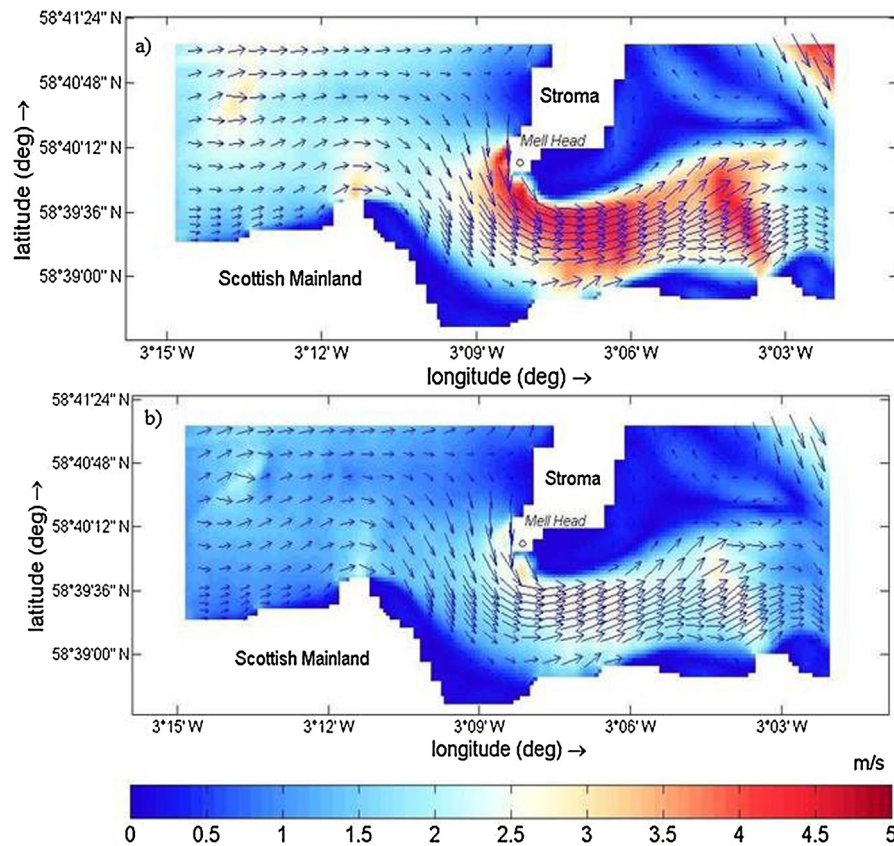 58°41'24" N
a)
58°40'48" N
Stroma
58°40'12" N
Mell Head
latitude (deg) →
58°39'36" N
58°39'00" N
Scottish Mainland
3°15'W 3°12'W 3°09'W 3°06'W 3°03'W
longitude (deg) →
58°41'24" N
b)
58°40'48" N
Stroma
58°40'12" N
Mell Head
latitude (deg) →
58°39'36" N
58°39'00" N
Scottish Mainland
3°15'W 3°12'W 3°09'W 3°06'W 3°03'W
longitude (deg) →
m/s
0 0.5 1 1.5 2 2.5 3 3.5 4 4.5 5